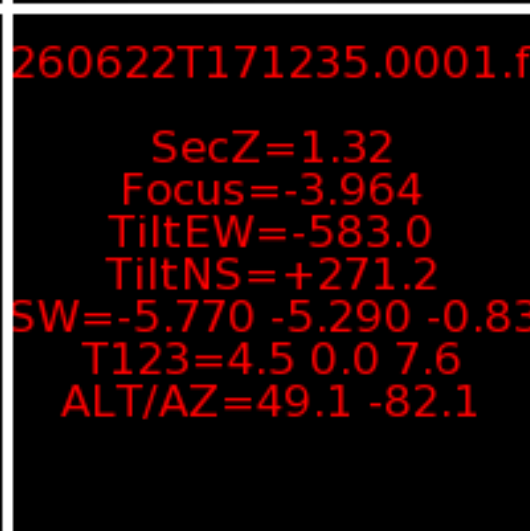 260622T171235.0001.f
SecZ=1.32
Focus=-3.964
TiltEW=-583.0
TiltNS=+271.2
SW=-5.770 -5.290 -0.83
T123=4.5 0.0 7.6
ALT/AZ=49.1 -82.1